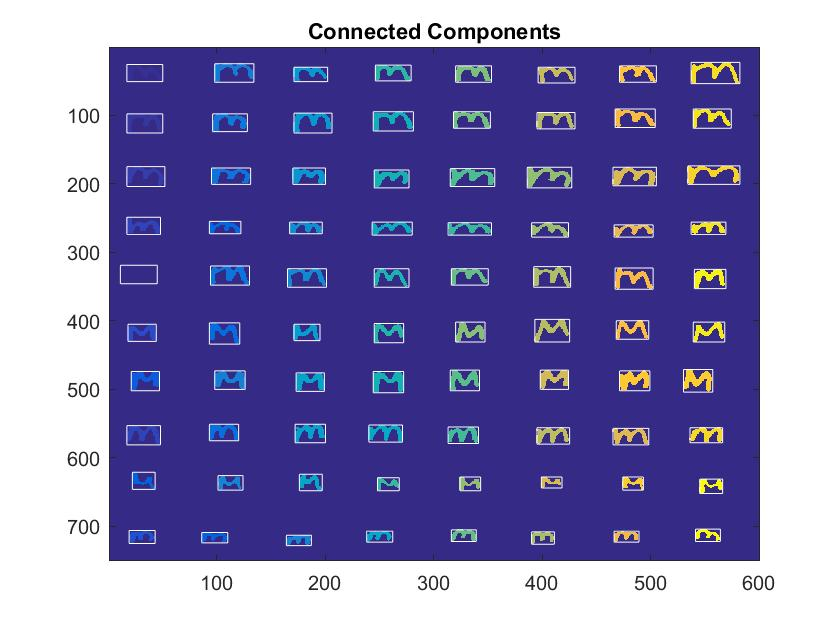 Connected Components
m m m m m m m m
100
m m m m m m m m
200
m m m m m m m m
m m m m m m m m
300
m m m m m m m
400
M M M M M M M M
500
M M M M M M M M
m m m m m m m m
600
M M M M M M M M
700
m m m m m m m m
100 200 300 400 500 600